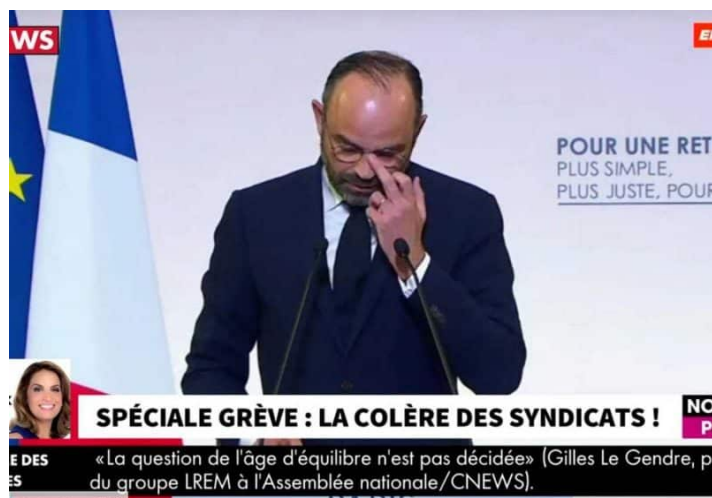 WS
POUR UNE RET
PLUS SIMPLE,
PLUS JUSTE, POUR
SPÉCIALE GRÈVE : LA COLÈRE DES SYNDICATS !
NO
P
E DES
ES
«La question de l'âge d'équilibre n'est pas décidée» (Gilles Le Gendre, p
du groupe LREM à l'Assemblée nationale/CNEWS).